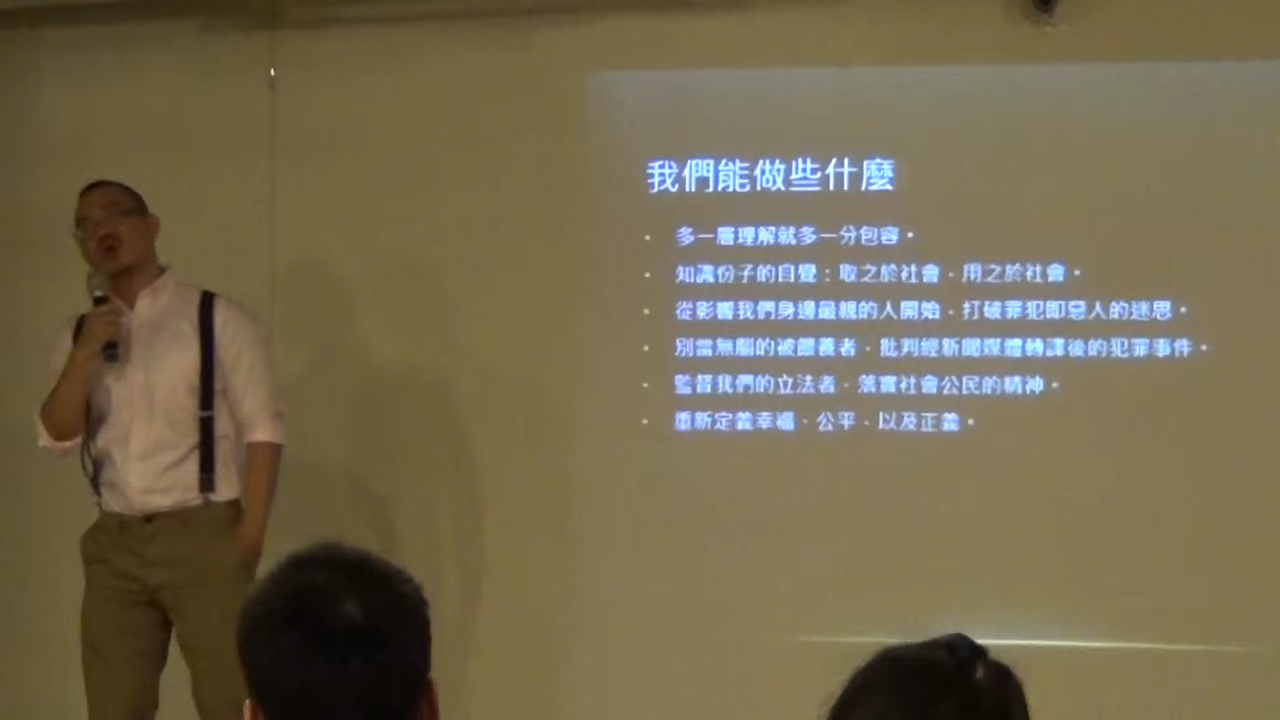 我們能做些什麼
• 多一層理解就多一分包容。
• 知識份子的自覺：取之於社會，用之於社會。
• 從影響我們身邊最親的人開始，打破罪犯即惡人的迷思。
• 別當無腦的被餵養者，批判經新聞媒體轉譯後的犯罪事件。
• 監督我們的立法者，落實社會公民的精神。
• 重新定義幸福、公平，以及正義。